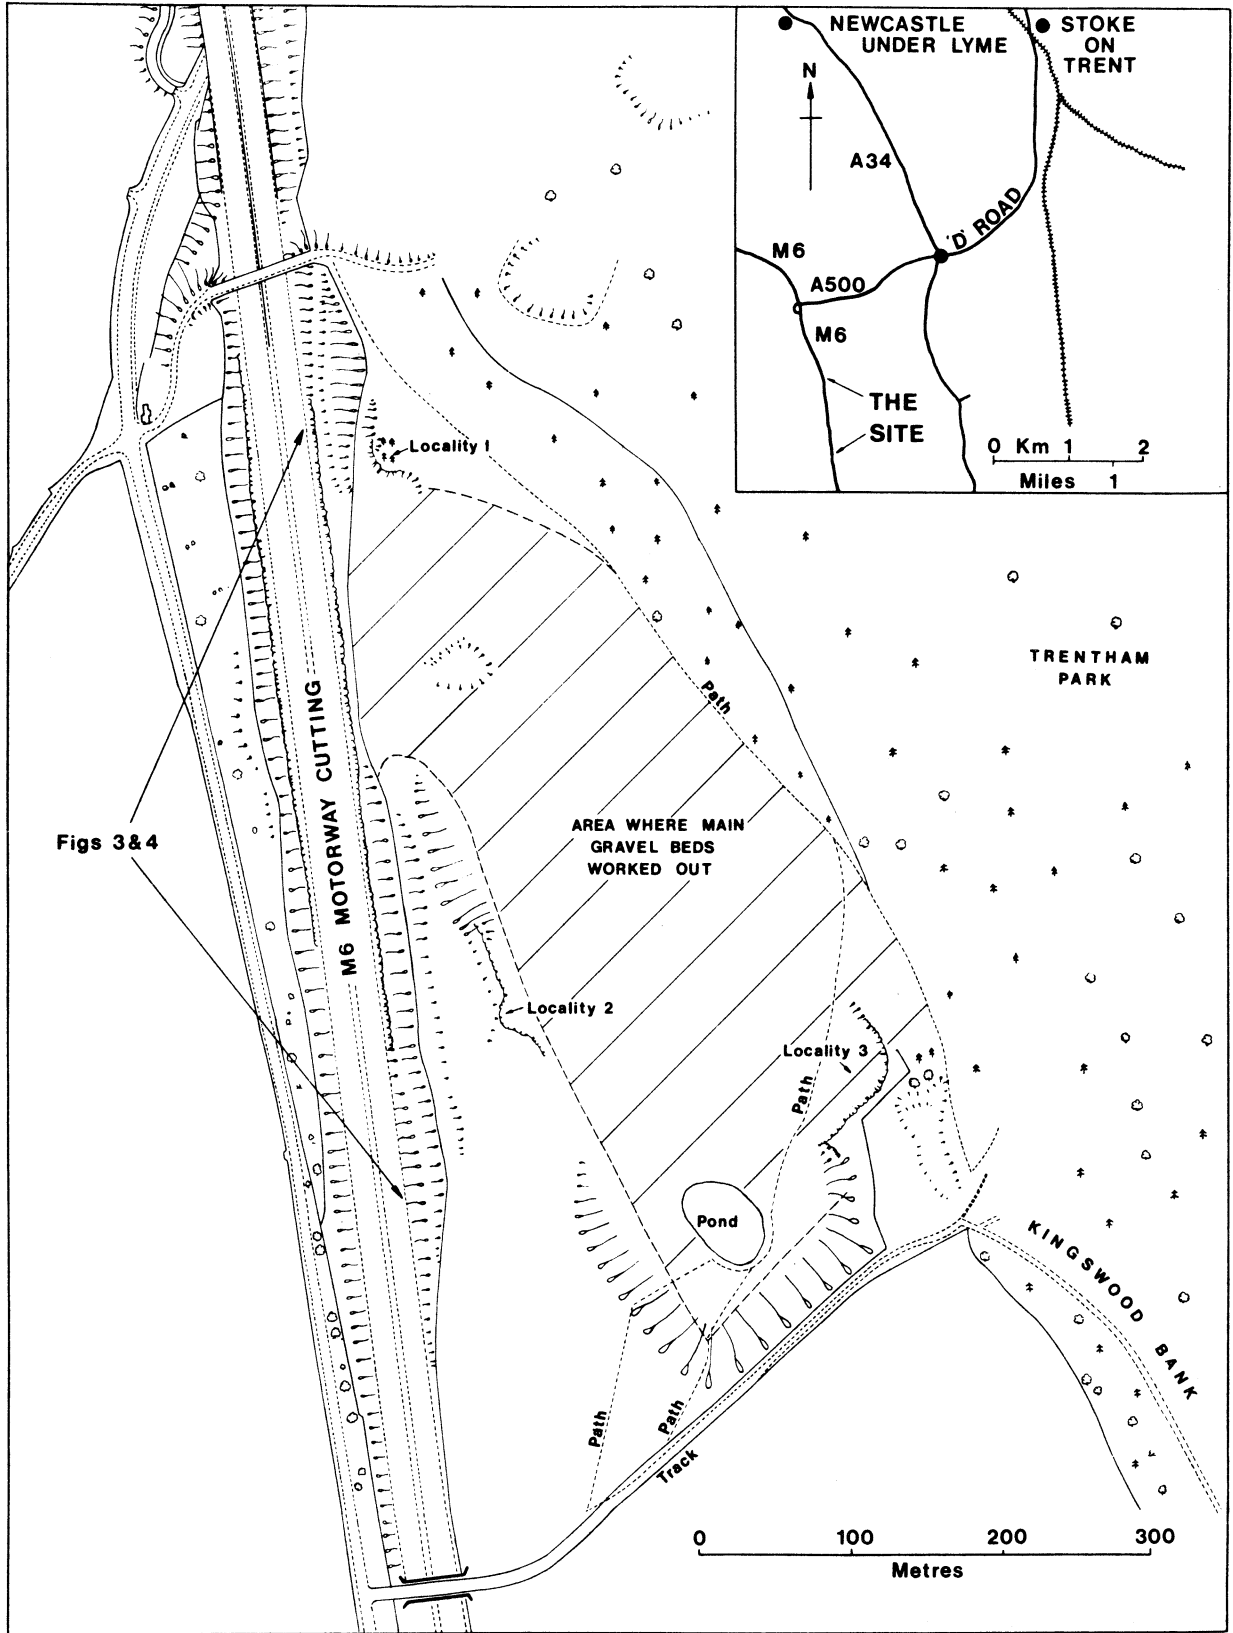 NEWCASTLE
UNDER LYME
STOKE
ON
TRENT
N
A34
'D' ROAD
M6
A500
M6
THE
SITE
0 Km 1 2
Miles 1
Locality 1
TRENTHAM
PARK
Path
M6 MOTORWAY CUTTING
Figs 3&4
AREA WHERE MAIN
GRAVEL BEDS
WORKED OUT
Locality 2
Locality 3
Path
Pond
KINGSWOOD BANK
Path
Path
Track
0 100 200 300
Metres